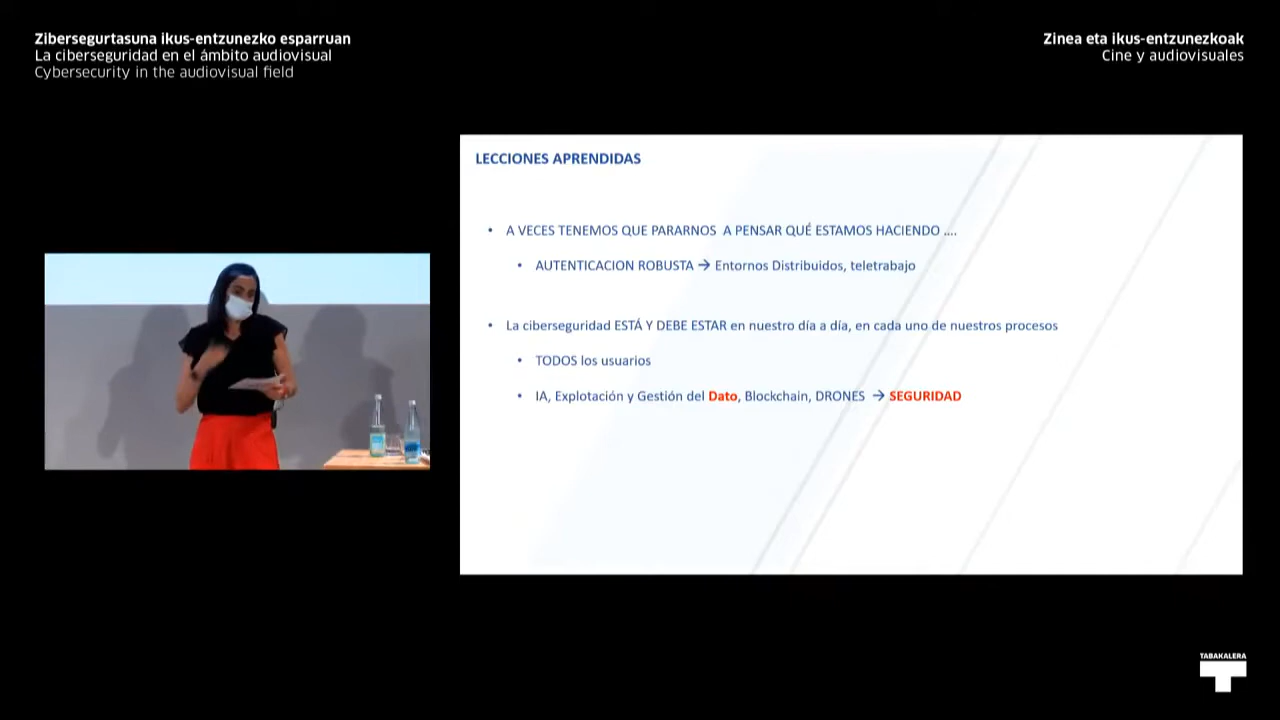 Zibersegurtasuna ikus-entzunezko esparruan
La ciberseguridad en el ámbito audiovisual
Cybersecurity in the audiovisual field
Zinea eta ikus-entzunezkoak
Cine y audiovisuales
LECCIONES APRENDIDAS
• A VECES TENEMOS QUE PARARNOS A PENSAR QUÉ ESTAMOS HACIENDO ....
• AUTENTICACION ROBUSTA → Entornos Distribuidos, teletrabajo
• La ciberseguridad ESTÁ Y DEBE ESTAR en nuestro día a día, en cada uno de nuestros procesos
• TODOS los usuarios
• IA, Explotación y Gestión del Dato, Blockchain, DRONES → SEGURIDAD
TABAKALERA